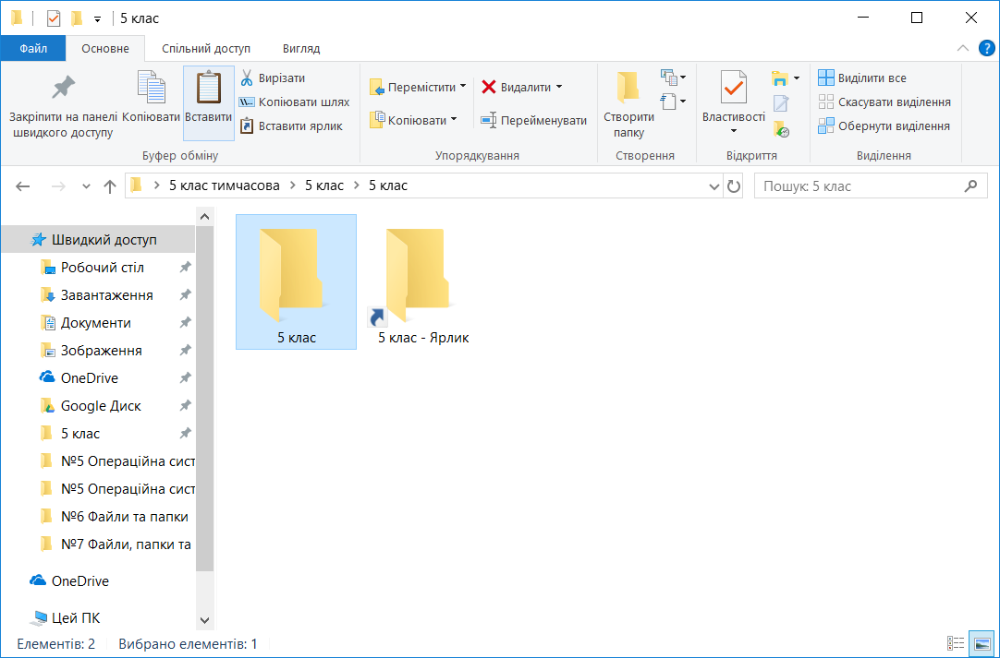 5 клас
Файл Основне Спільний доступ Вигляд
?
Закріпити на панелі швидкого доступу
Копіювати
Вставити
Вирізати
Копіювати шлях
Вставити ярлик
Буфер обміну
Перемістити
Копіювати
Видалити
Перейменувати
Упорядкування
Створити папку
Створення
Властивості
Відкриття
Виділити все
Скасувати виділення
Обернути виділення
Виділення
5 клас тимчасова > 5 клас > 5 клас
Пошук: 5 клас
Швидкий доступ
Робочий стіл
Завантаження
Документи
Зображення
OneDrive
Google Диск
5 клас
№5 Операційна сист
№5 Операційна сист
№6 Файли та папки
№7 Файли, папки та
OneDrive
Цей ПК
5 клас
5 клас - Ярлик
Елементів: 2 Вибрано елементів: 1